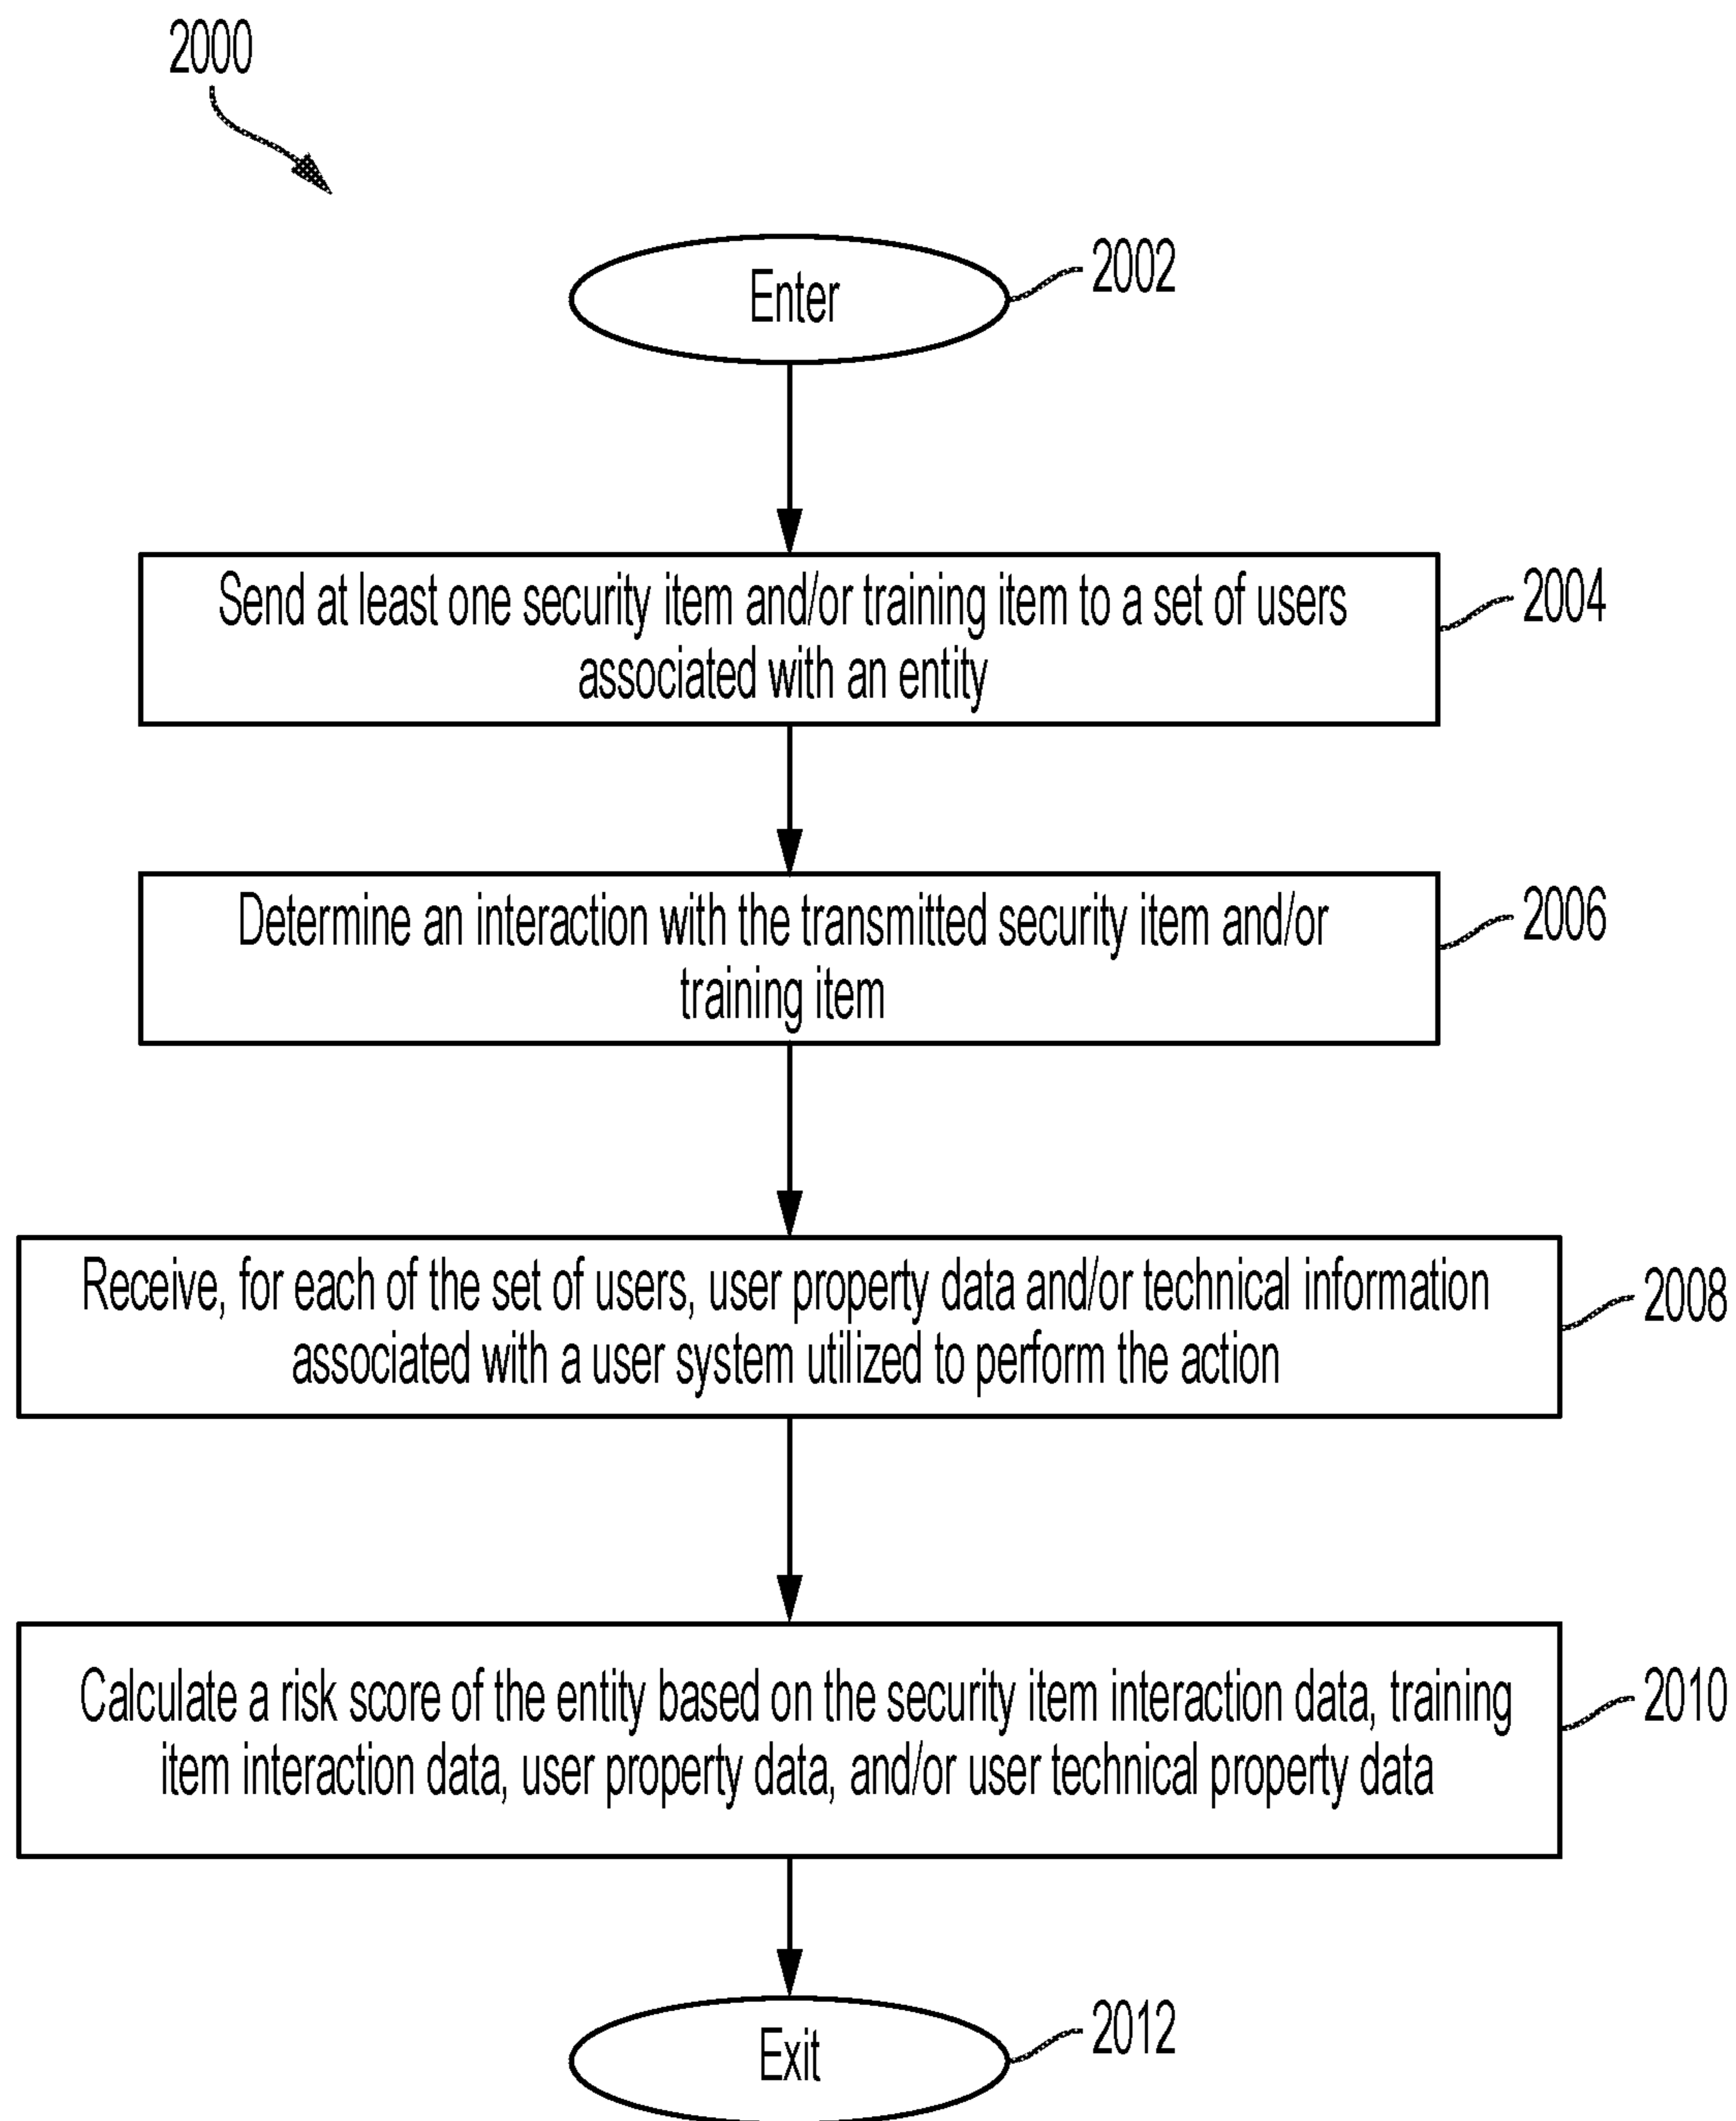 2000
Enter
2002
Send at least one security item and/or training item to a set of users
associated with an entity
2004
Determine an interaction with the transmitted security item and/or
training item
2006
Receive, for each of the set of users, user property data and/or technical information
associated with a user system utilized to perform the action
2008
Calculate a risk score of the entity based on the security item interaction data, training
item interaction data, user property data, and/or user technical property data
2010
Exit
2012